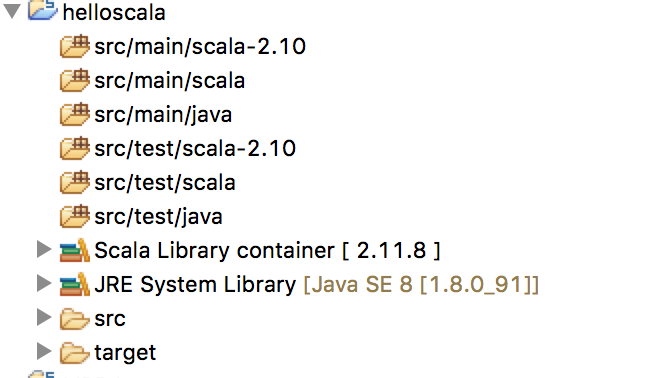 helloscala
src/main/scala-2.10
src/main/scala
src/main/java
src/test/scala-2.10
src/test/scala
src/test/java
Scala Library container [ 2.11.8 ]
JRE System Library [Java SE 8 [1.8.0_91]]
src
target